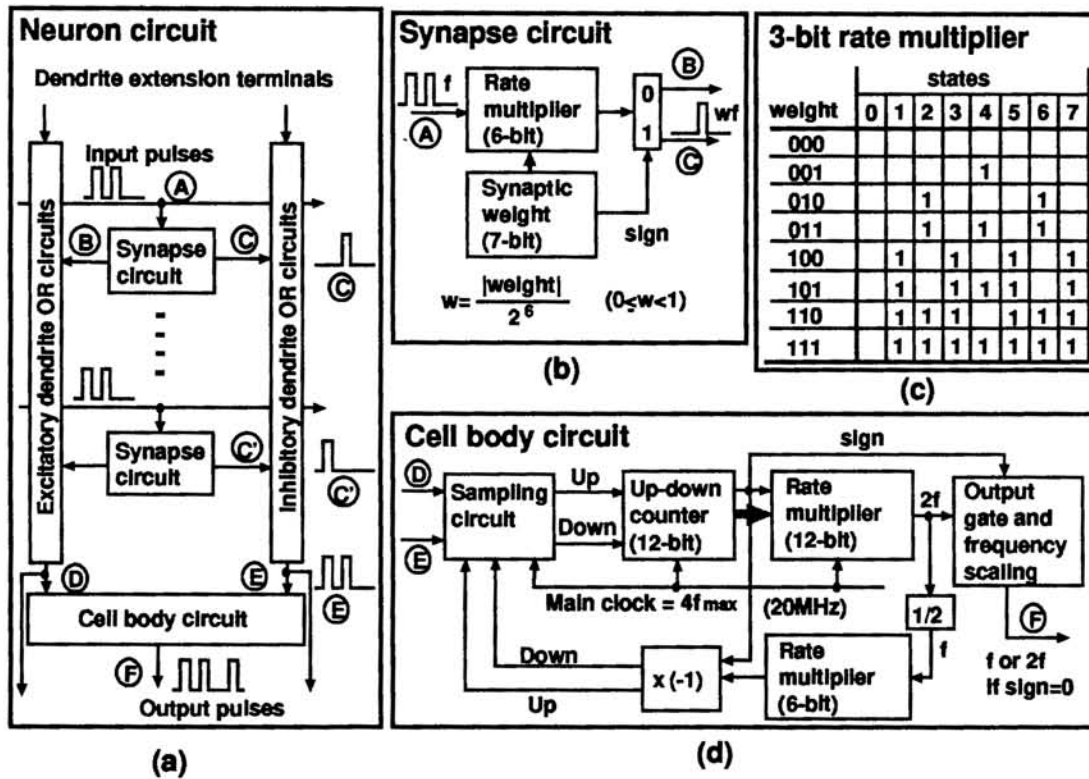 Neuron circuit
Dendrite extension terminals
Input pulses
A
Excitatory dendrite OR circuits
Inhibitory dendrite OR circuits
B
Synapse circuit
C
C
Synapse circuit
C'
C'
D
E
E
Cell body circuit
F
Output pulses
(a)
Synapse circuit
f
A
Rate multiplier (6-bit)
0
1
B
wf
C
Synaptic weight (7-bit)
sign
w= |weight| / 2^6 (0≤w<1)
(b)
3-bit rate multiplier
states
weight 0 1 2 3 4 5 6 7
000
001 1
010 1 1
011 1 1 1
100 1 1 1 1
101 1 1 1 1 1
110 1 1 1 1 1 1
111 1 1 1 1 1 1 1
(c)
Cell body circuit
sign
D
E
Sampling circuit
Up
Down
Up-down counter (12-bit)
Rate multiplier (12-bit)
2f
Output gate and frequency scaling
Main clock = 4fmax (20MHz)
1/2
f
F
f or 2f
if sign=0
Down
Up
x (-1)
Rate multiplier (6-bit)
(d)